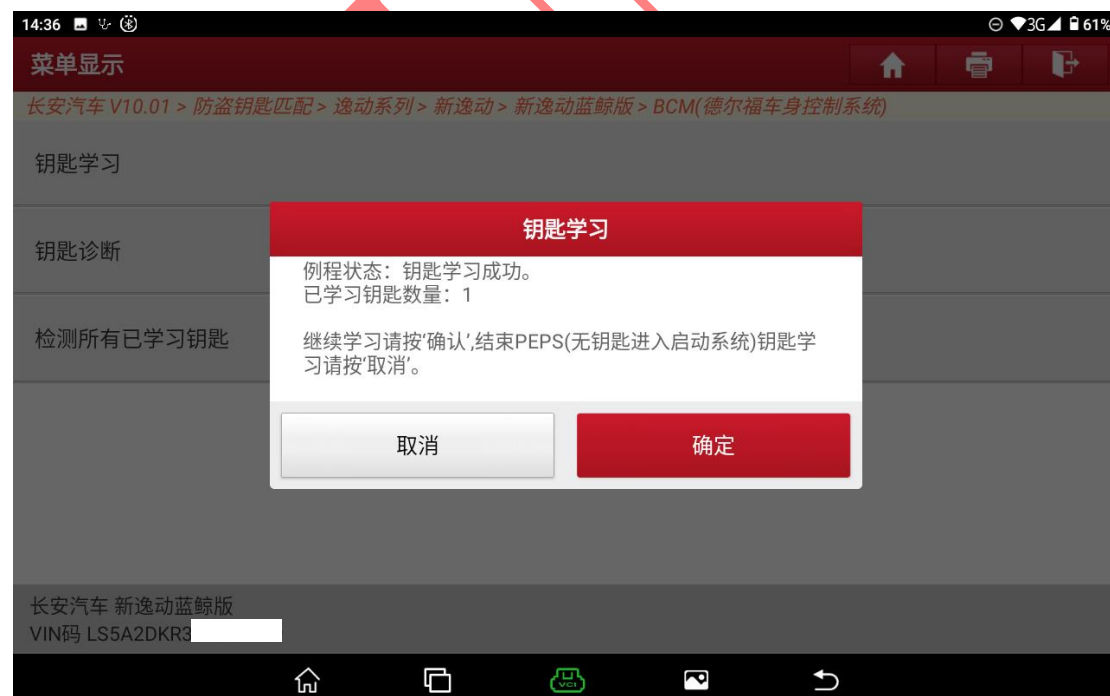 14:36
3G 61%
菜单显示
长安汽车 V10.01 > 防盗钥匙匹配 > 逸动系列 > 新逸动 > 新逸动蓝鲸版 > BCM(德尔福车身控制系统)
钥匙学习
钥匙诊断
检测所有已学习钥匙
钥匙学习
例程状态：钥匙学习成功。
已学习钥匙数量：1
继续学习请按'确认',结束PEPS(无钥匙进入启动系统)钥匙学
习请按'取消'。
取消
确定
长安汽车 新逸动蓝鲸版
VIN码 LS5A2DKR3
VCI